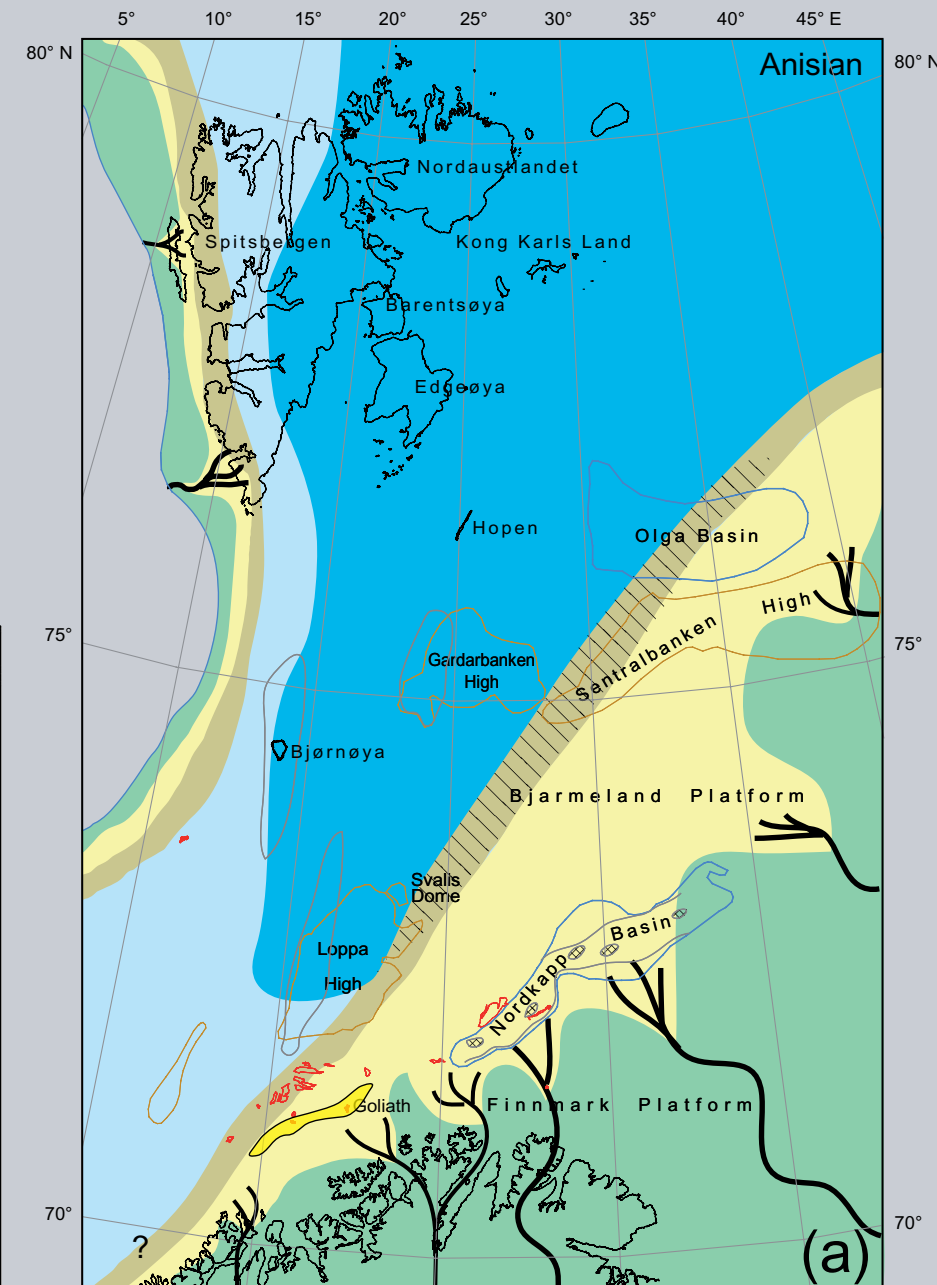 5° 10° 15° 20° 25° 30° 35° 40° 45° E
80° N
Anisian
80° N
Nordaustlandet
Spitsbergen
Kong Karls Land
Barentsøya
Edgeøya
Hopen
Olga Basin
High
Sentralbanken
75°
75°
Gardarbanken
High
Bjørnøya
Bjarmeland Platform
Svalis
Dome
Basin
Loppa
High
Nordkapp
Goliath
Finnmark Platform
70°
70°
?
(a)